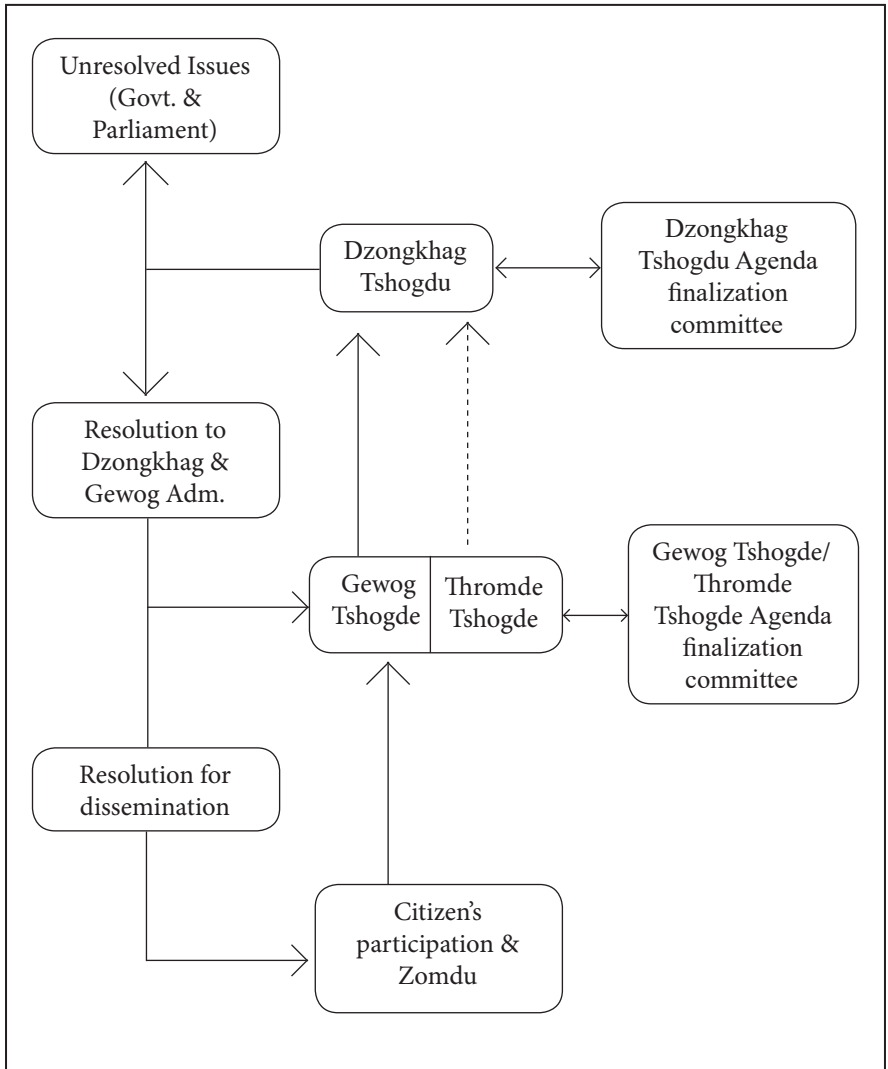 Unresolved Issues
(Govt. &
Parliament)
Dzongkhag
Tshogdu
Dzongkhag
Tshogdu Agenda
finalization
committee
Resolution to
Dzongkhag &
Gewog Adm.
Gewog
Tshogde
Thromde
Tshogde
Gewog Tshogde/
Thromde
Tshogde Agenda
finalization
committee
Resolution for
dissemination
Citizen's
participation &
Zomdu